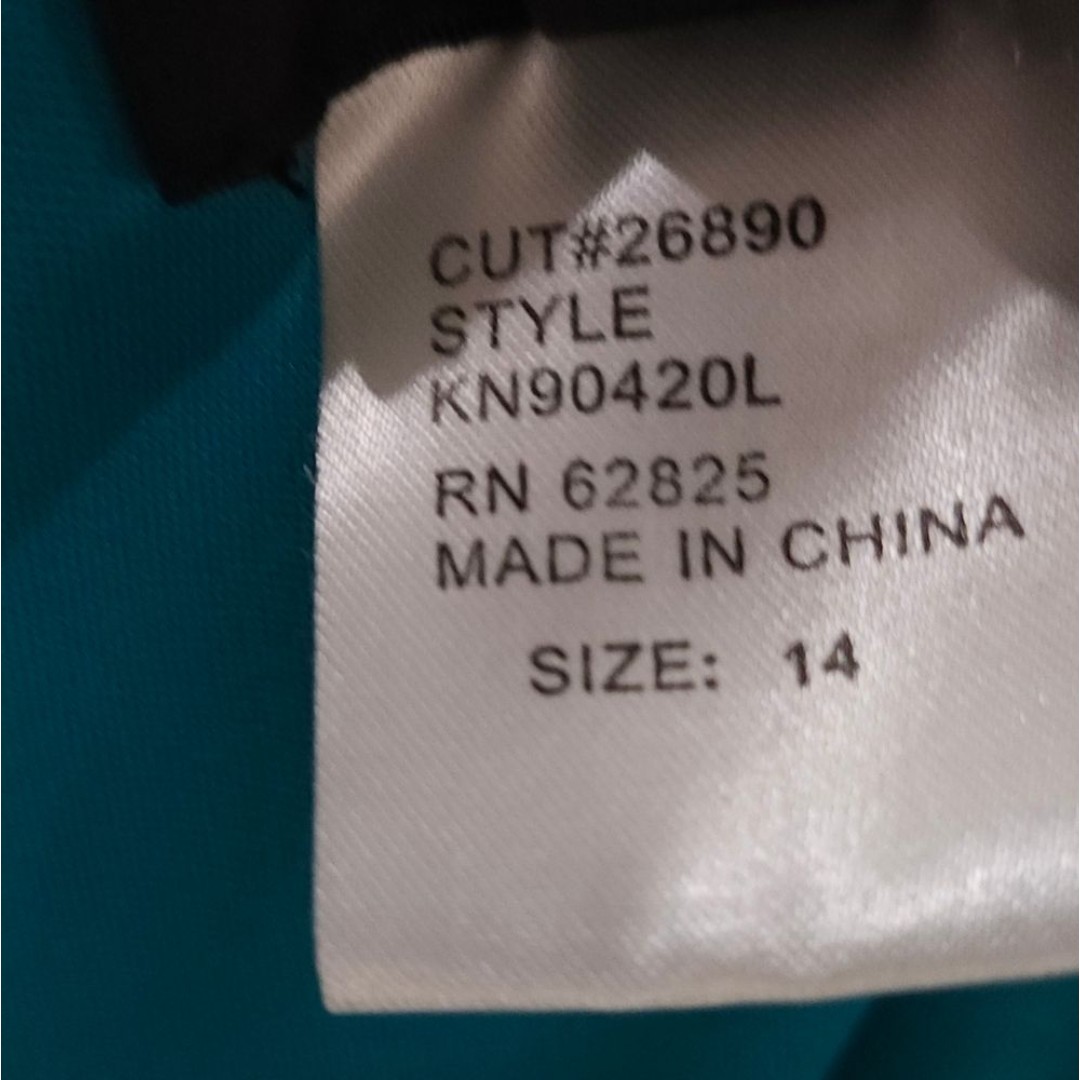 CUT#26890
STYLE
KN90420L
RN 62825
MADE IN CHINA
SIZE: 14